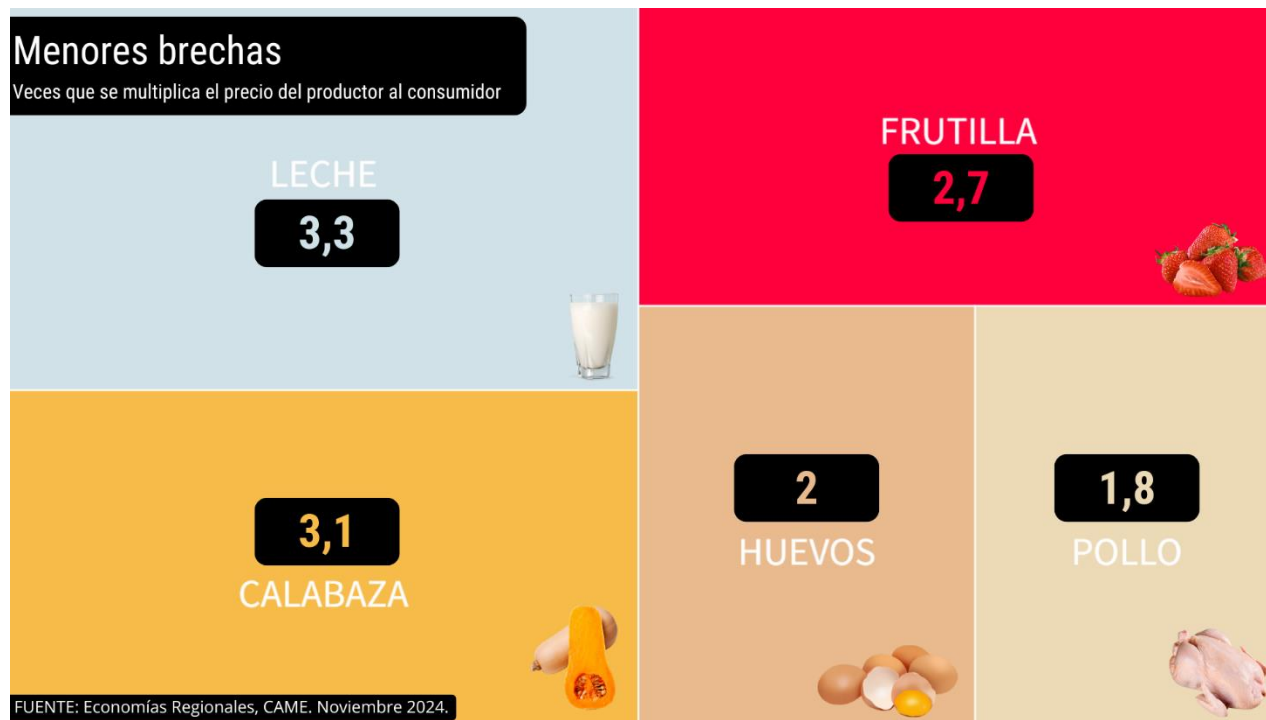 Menores brechas
Veces que se multiplica el precio del productor al consumidor
LECHE
3,3
FRUTILLA
2,7
3,1
CALABAZA
2
HUEVOS
1,8
POLLO
FUENTE: Economías Regionales, CAME. Noviembre 2024.